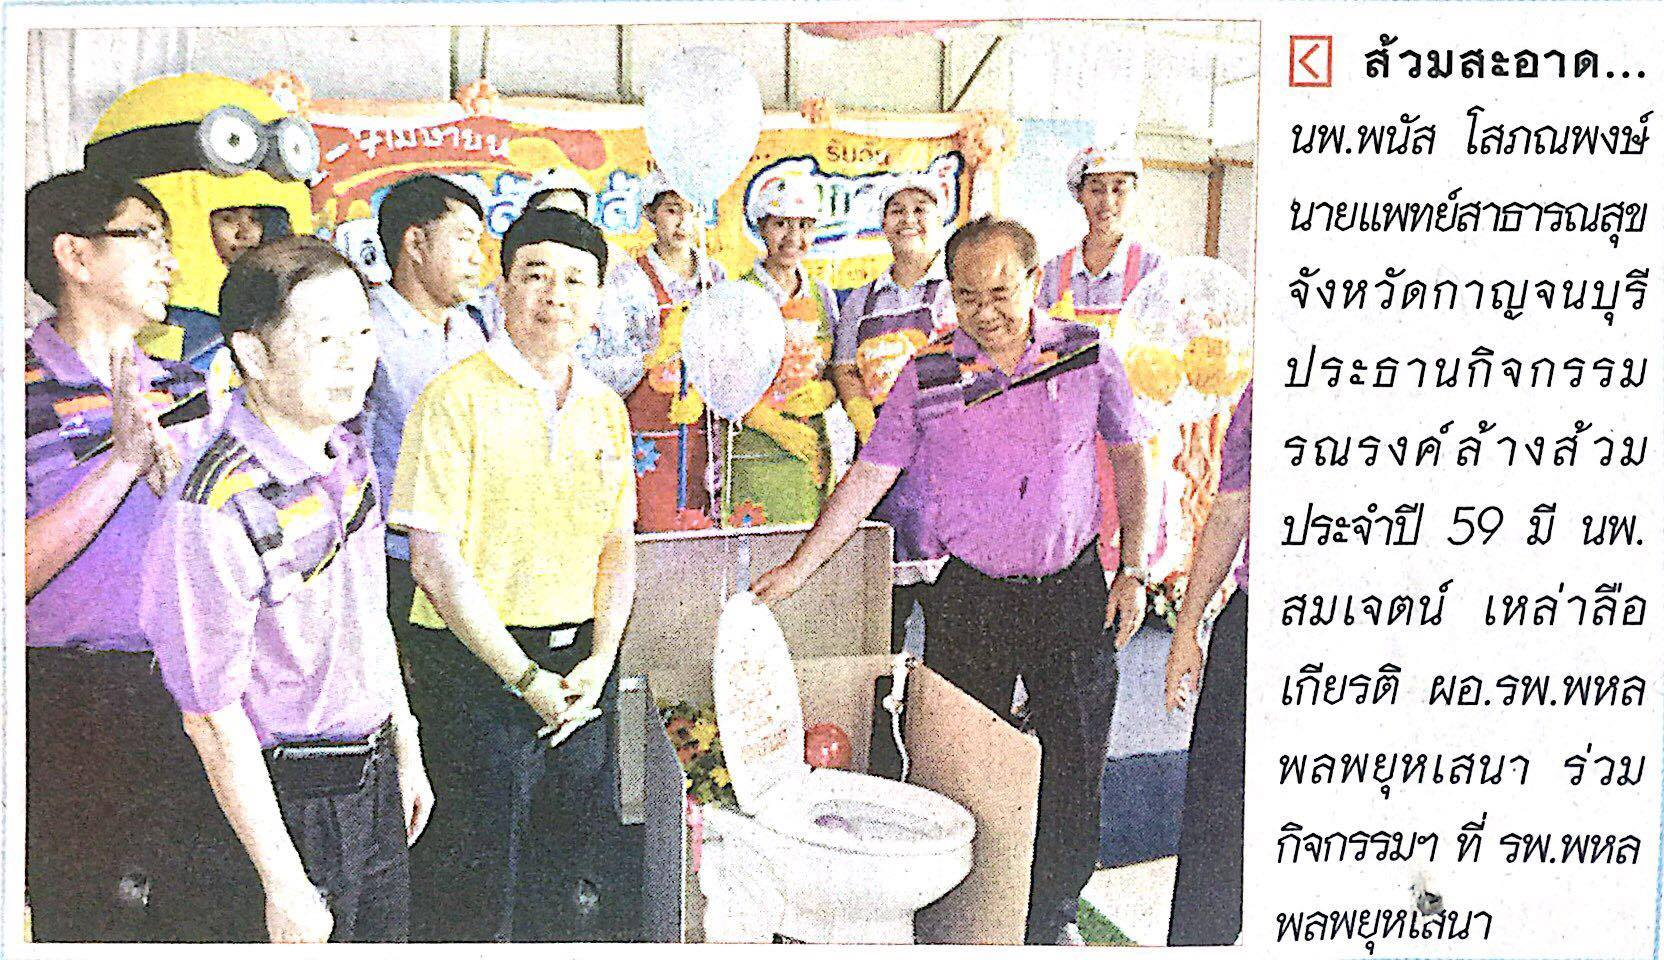 ส้วมสะอาด...
นพ.พนัส โสภณพงษ์
นายแพทย์สาธารณสุข
จังหวัดกาญจนบุรี
ประธานกิจกรรม
รณรงค์ล้างส้วม
ประจำปี 59 มี นพ.
สมเจตน์ เหล่าลือ
เกียรติ ผอ.รพ.พหล
พลพยุหเสนา ร่วม
กิจกรรมฯ ที่ รพ.พหล
พลพยุหเสนา